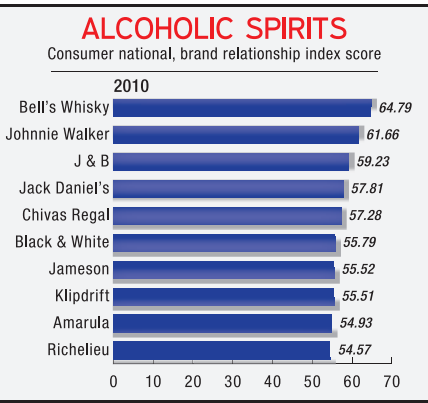 ALCOHOLIC SPIRITS
Consumer national, brand relationship index score
2010
Bell's Whisky 64.79
Johnnie Walker 61.66
J & B 59.23
Jack Daniel's 57.81
Chivas Regal 57.28
Black & White 55.79
Jameson 55.52
Klipdrift 55.51
Amarula 54.93
Richelieu 54.57
0 10 20 30 40 50 60 70